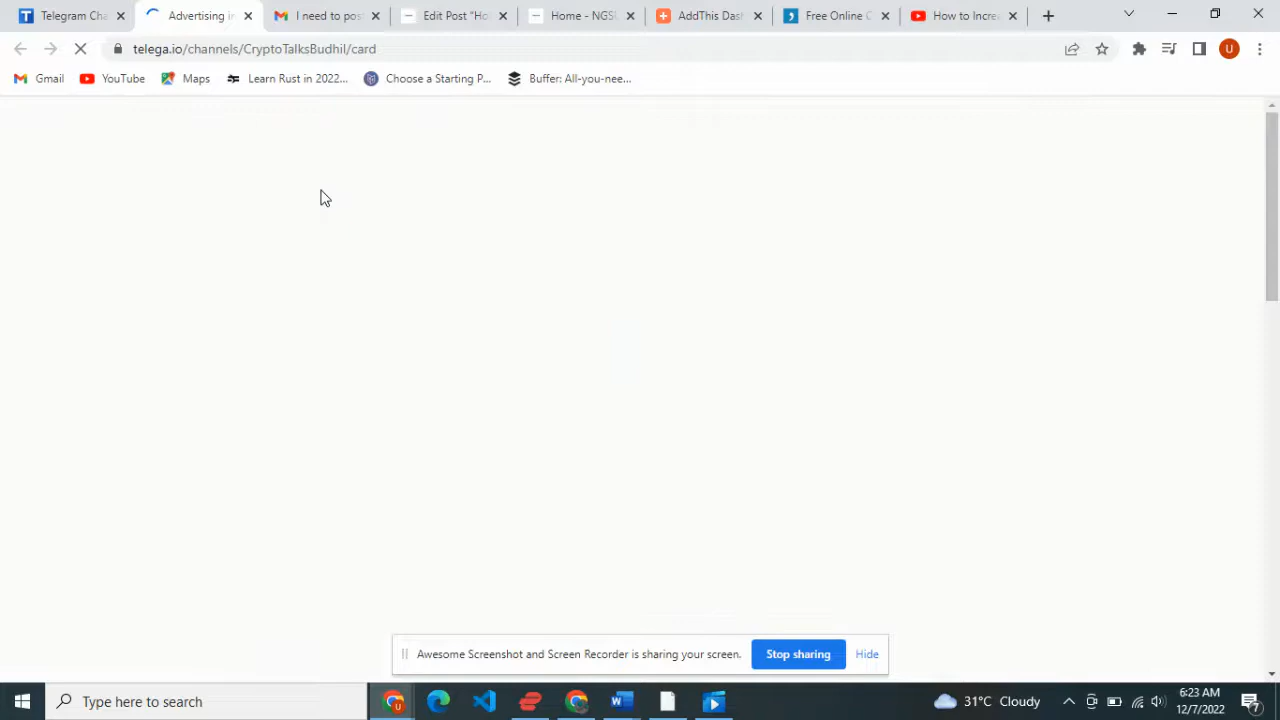 Telegram cha
Advertising in
I need to pos
Edit Fruit "Ho
Home - NGSU
AddThis Dash
Free Online C
How to Incre
telega.io/channels/CryptoTalksBudhil/card
Gmail
YouTube
Maps
Learn Rust in 2022...
Choose a Starting P...
Buffer: All-you-nee...
Awesome Screenshot and Screen Recorder is sharing your screen.
Stop sharing
Hide
Type here to search
31°C Cloudy
6:23 AM
12/7/2022
7